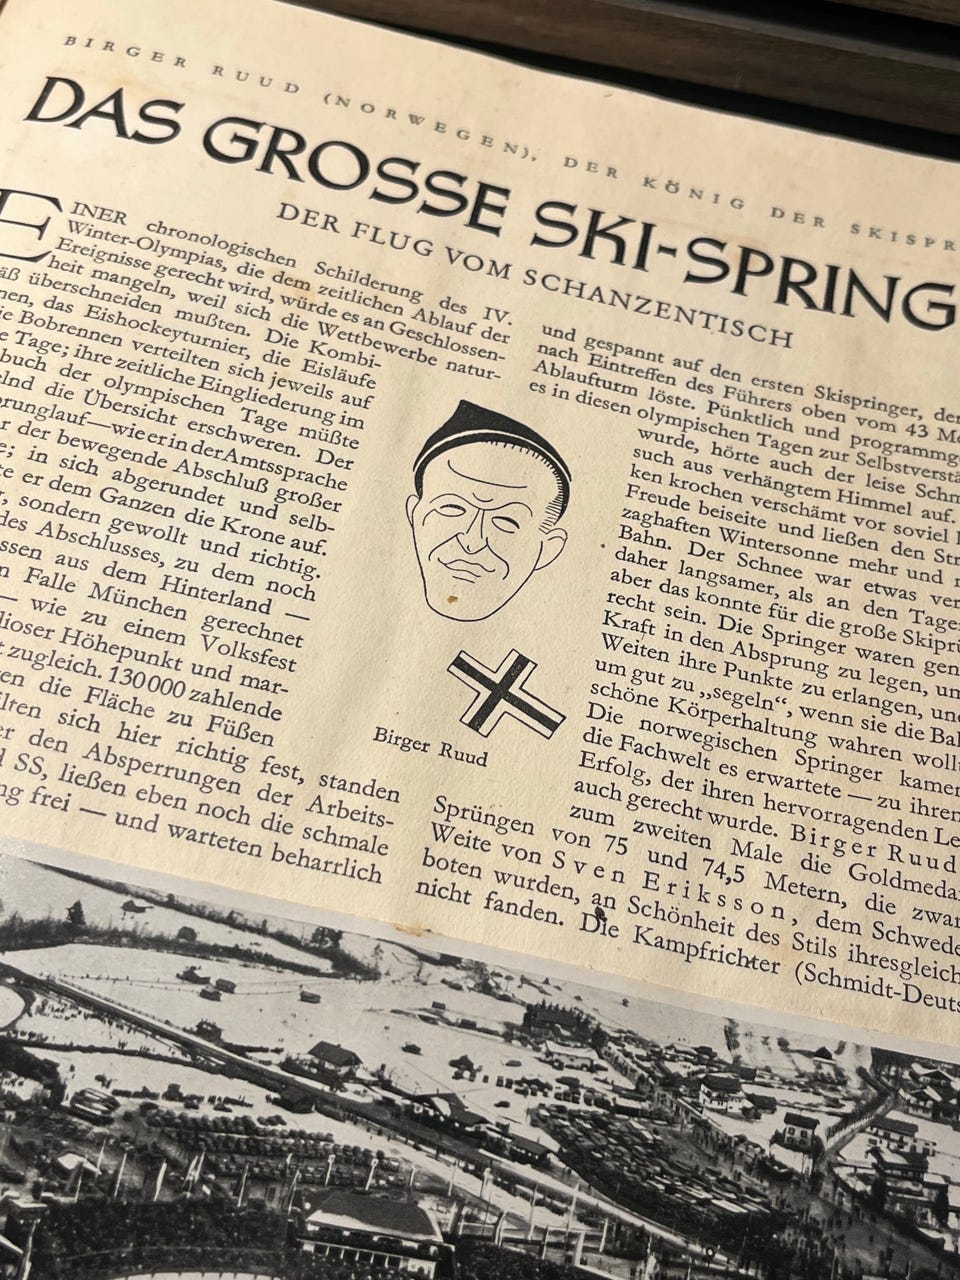 BIRGER RUUD (NORWEGEN), DER KÖNIG DER SKISPR
DAS GROSSE SKI-SPRING
DER FLUG VOM SCHANZENTISCH
EINER chronologischen Schilderung des IV.
Winter-Olympias, die dem zeitlichen Ablauf der
Ereignisse gerecht wird, würde es an Geschlossen-
heit mangeln, weil sich die Wettbewerbe natur-
überschneiden mußten. Die Kombi-
das Eishockeyturnier, die Eisläufe
Bobrennen verteilten sich jeweils auf
Tage; ihre zeitliche Eingliederung im
buch der olympischen Tage müßte
die Übersicht erschweren. Der
runglauf—wie er in der Amtssprache
der bewegende Abschluß großer
in sich abgerundet und selb-
er dem Ganzen die Krone auf.
sondern gewollt und richtig.
des Abschlusses, zu dem noch
ssen aus dem Hinterland —
Falle München gerechnet
— wie zu einem Volksfest
dioser Höhepunkt und mar-
zugleich. 130000 zahlende
en die Fläche zu Füßen
lten sich hier richtig fest, standen
den Absperrungen der Arbeits-
SS, ließen eben noch die schmale
ng frei — und warteten beharrlich
Birger Ruud
und gespannt auf den ersten Skispringer, der
nach Eintreffen des Führers oben vom 43 Me
Ablaufturm löste. Pünktlich und programmge
es in diesen olympischen Tagen zur Selbstverstä
wurde, hörte auch der leise Schn
such aus verhängtem Himmel auf.
ken krochen verschämt vor soviel
Freude beiseite und ließen den Str
zaghaften Wintersonne mehr und
Bahn. Der Schnee war etwas ver
daher langsamer, als an den Tage
aber das konnte für die große Skiprü
recht sein. Die Springer waren gen
Kraft in den Absprung zu legen, um
Weiten ihre Punkte zu erlangen, und
um gut zu „segeln“, wenn sie die Bal
schöne Körperhaltung wahren woll
Die norwegischen Springer kamen
die Fachwelt es erwartete — zu ihren
Erfolg, der ihren hervorragenden Le
auch gerecht wurde. Birger Ruud
zum zweiten Male die Goldmeda
Sprüngen von 75 und 74,5 Metern, die zwar
Weite von Sven Eriksson, dem Schwede
boten wurden, an Schönheit des Stils ihresgleich
nicht fanden. Die Kampfrichter (Schmidt-Deuts